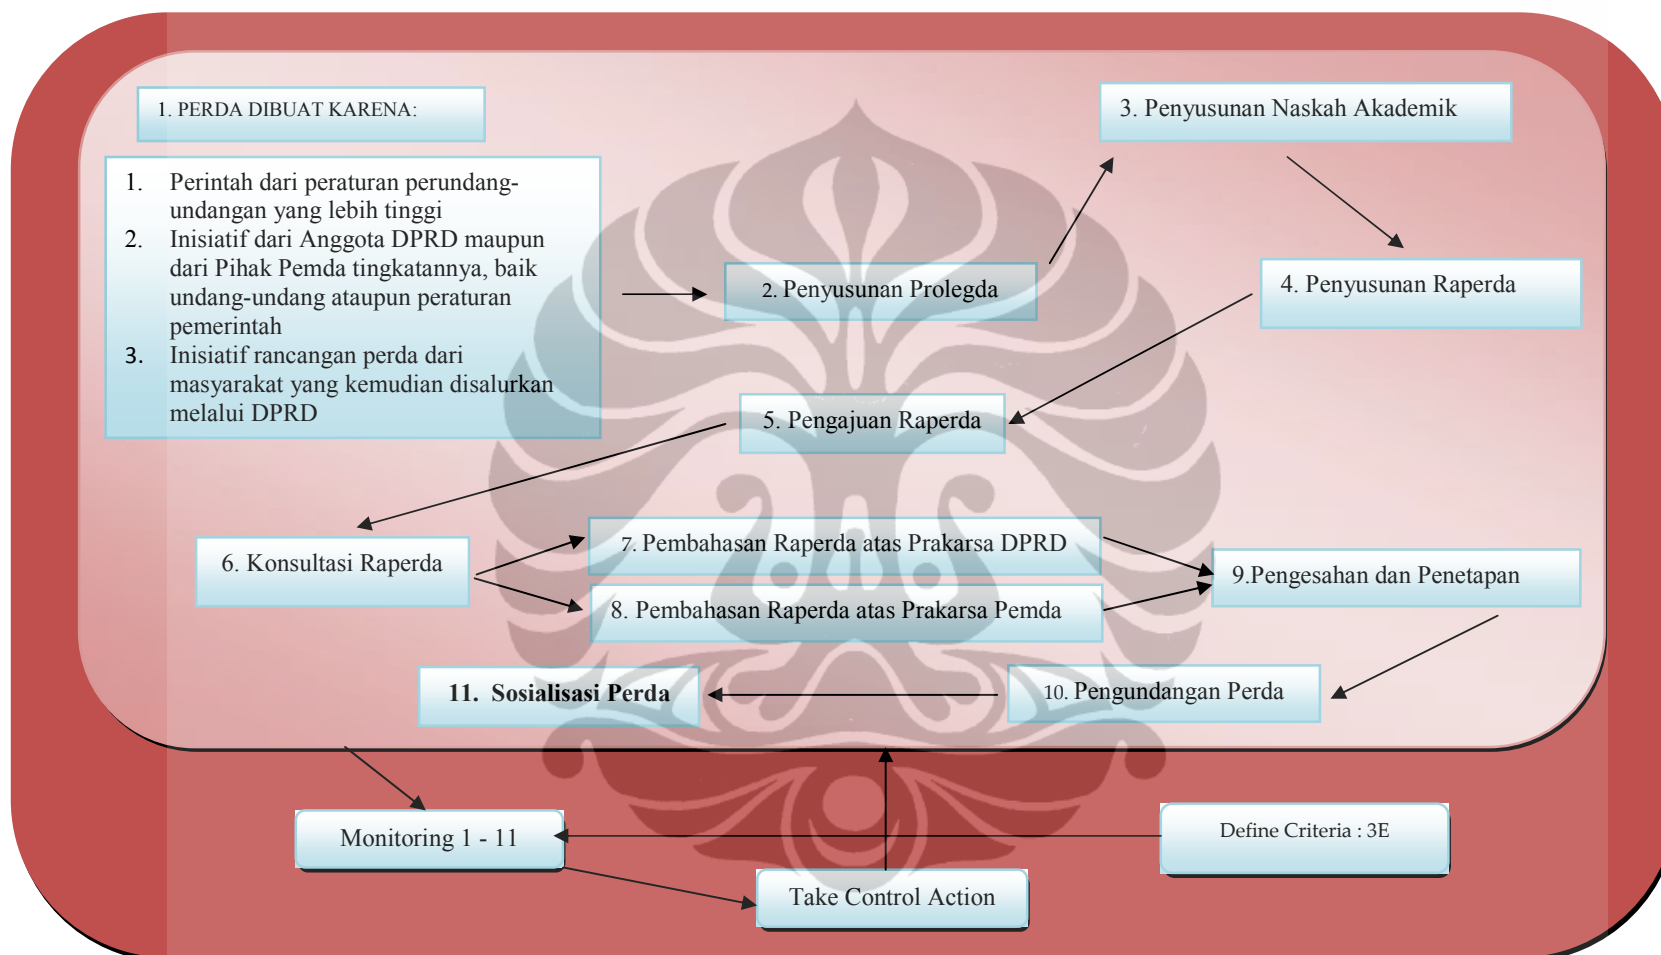 1. PERDA DIBUAT KARENA:
1. Perintah dari peraturan perundang-
undangan yang lebih tinggi
2. Inisiatif dari Anggota DPRD maupun
dari Pihak Pemda tingkatannya, baik
undang-undang ataupun peraturan
pemerintah
3. Inisiatif rancangan perda dari
masyarakat yang kemudian disalurkan
melalui DPRD
2. Penyusunan Prolegda
3. Penyusunan Naskah Akademik
4. Penyusunan Raperda
5. Pengajuan Raperda
6. Konsultasi Raperda
7. Pembahasan Raperda atas Prakarsa DPRD
8. Pembahasan Raperda atas Prakarsa Pemda
9.Pengesahan dan Penetapan
10. Pengundangan Perda
11. Sosialisasi Perda
Monitoring 1 - 11
Define Criteria : 3E
Take Control Action